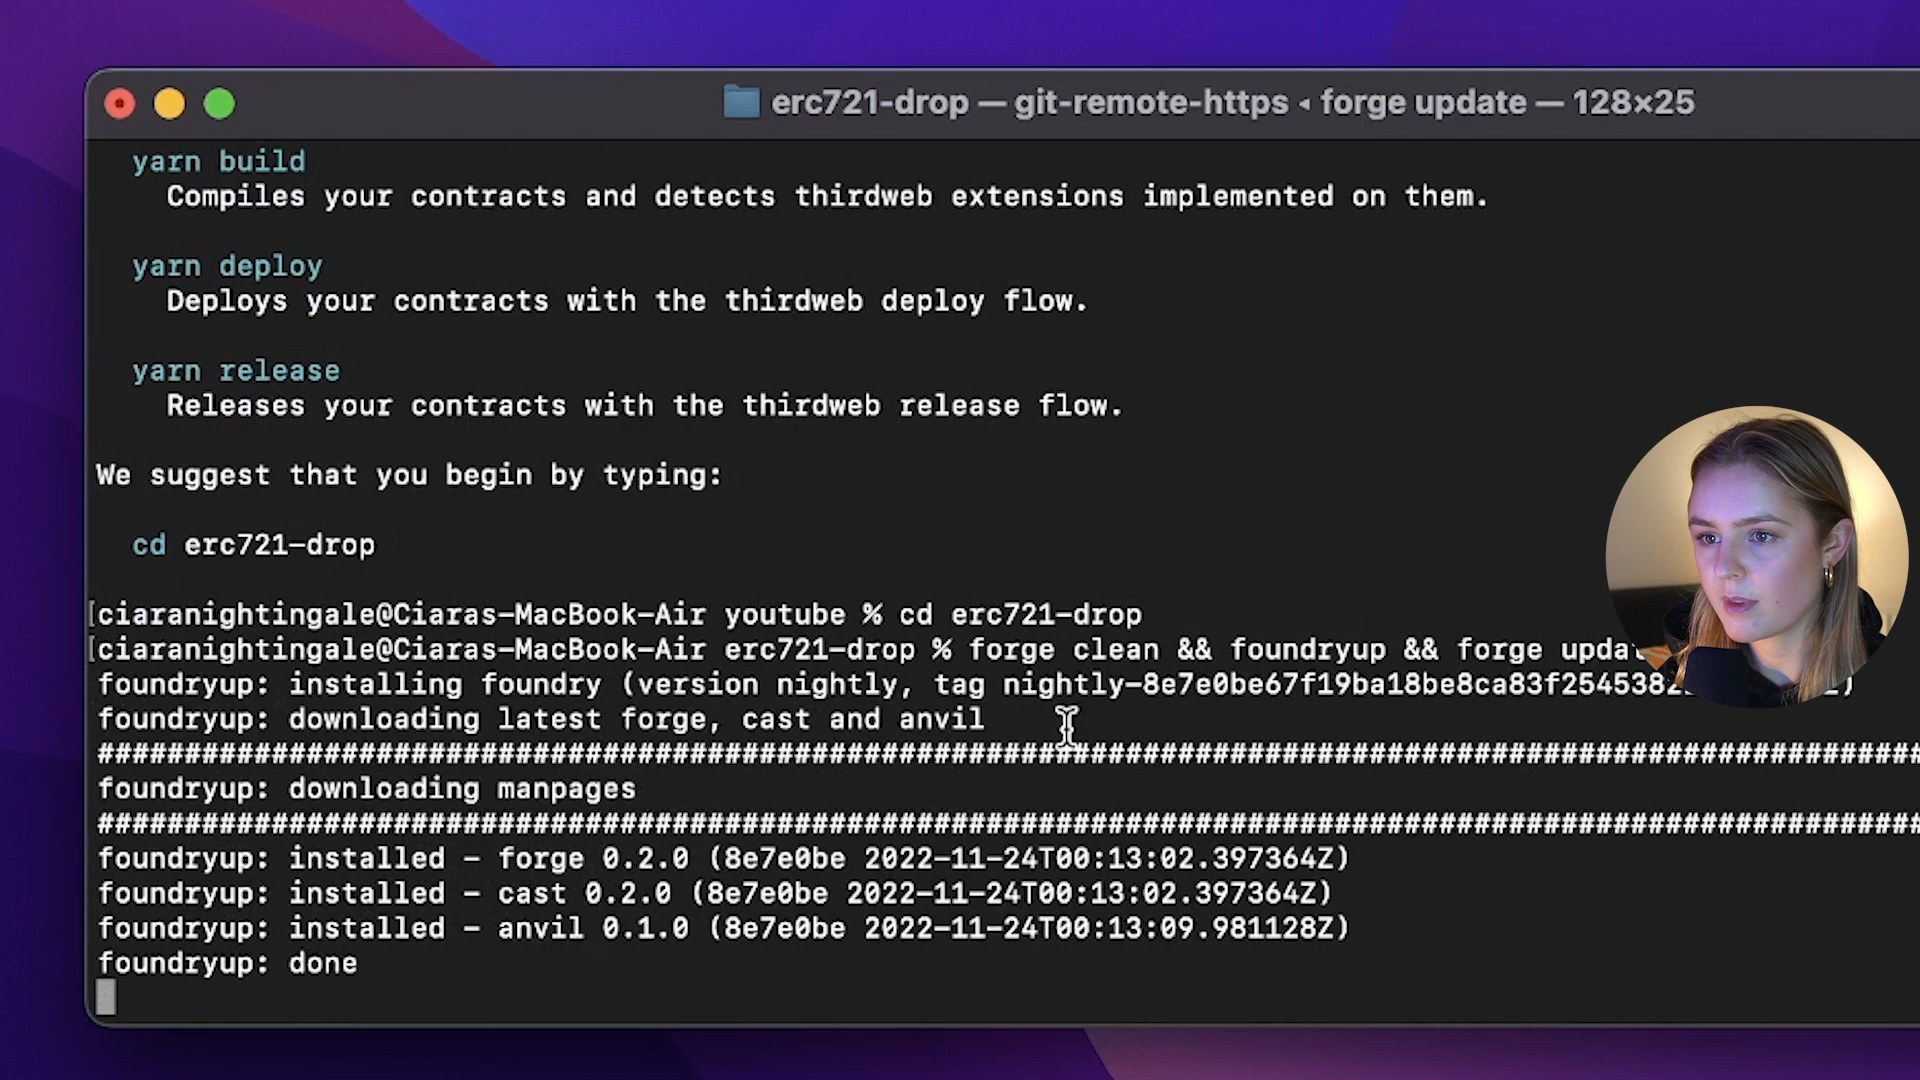 erc721-drop — git-remote-https ◂ forge update — 128×25
yarn build
Compiles your contracts and detects thirdweb extensions implemented on them.
yarn deploy
Deploys your contracts with the thirdweb deploy flow.
yarn release
Releases your contracts with the thirdweb release flow.
We suggest that you begin by typing:
cd erc721-drop
[ciaranightingale@Ciaras-MacBook-Air youtube % cd erc721-drop
[ciaranightingale@Ciaras-MacBook-Air erc721-drop % forge clean && foundryup && forge
foundryup: installing foundry (version nightly, tag
foundryup: downloading latest forge, cast and anvil
foundryup: downloading manpages
foundryup: installed - forge 0.2.0 (8e7e0be 2022-11-24T00:13:02.397364Z)
foundryup: installed - cast 0.2.0 (8e7e0be 2022-11-24T00:13:02.397364Z)
foundryup: installed - anvil 0.1.0 (8e7e0be 2022-11-24T00:13:09.981128Z)
foundryup: done